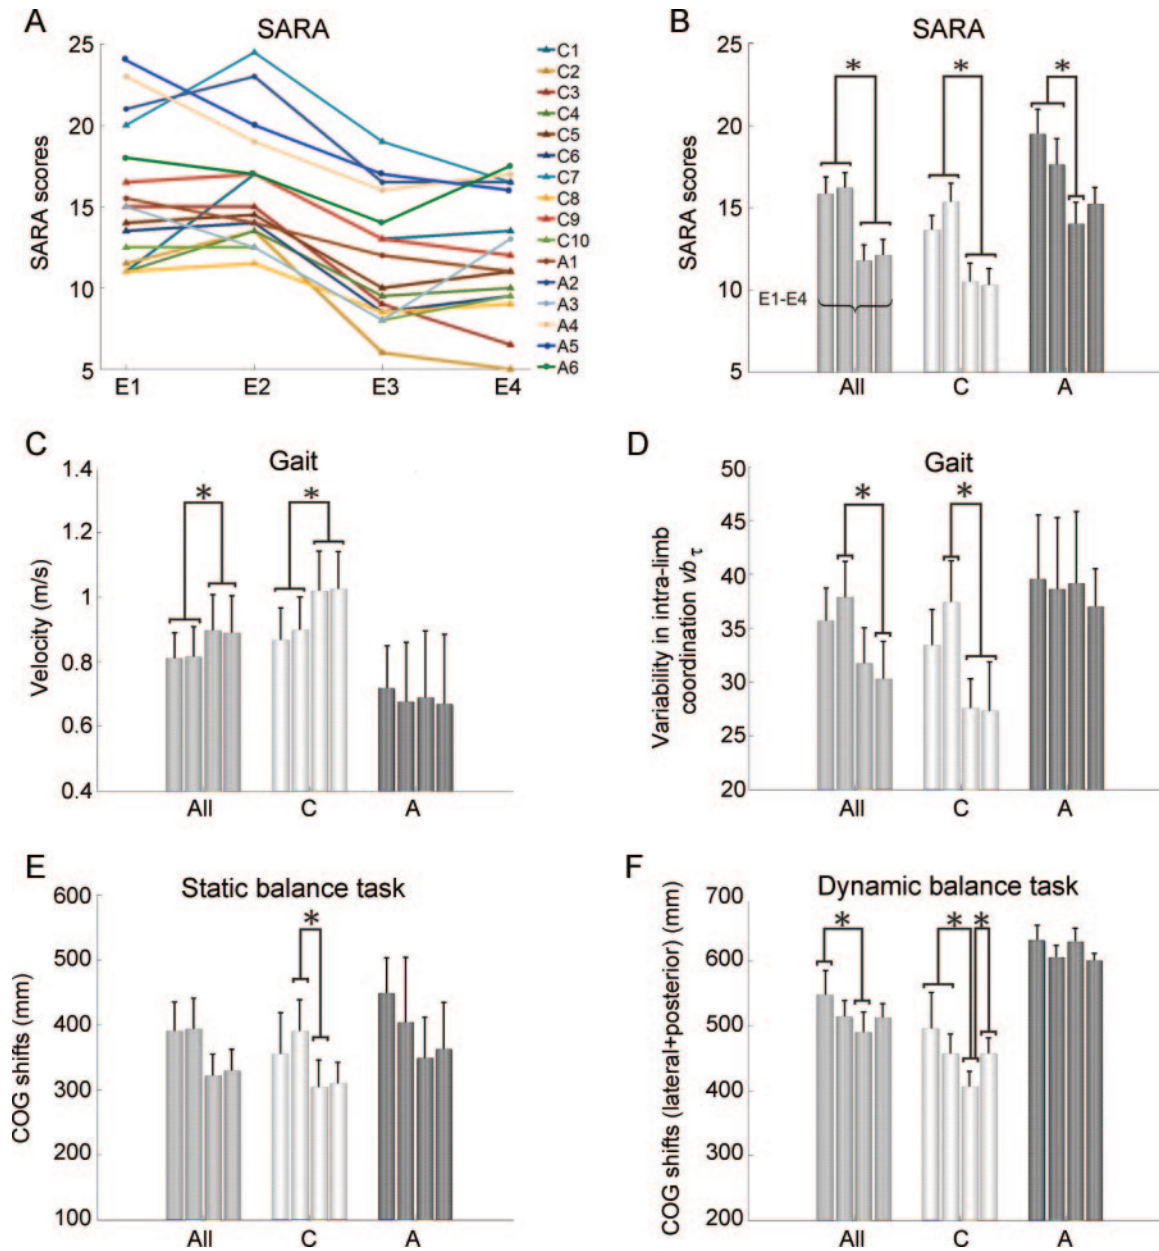 A
SARA
SARA scores
25
20
15
10
5
E1 E2 E3 E4
C1
C2
C3
C4
C5
C6
C7
C8
C9
C10
A1
A2
A3
A4
A5
A6
B
SARA
SARA scores
25
20
15
10
5
* * *
E1-E4
All C A
C
Gait
Velocity (m/s)
1.4
1.2
1
0.8
0.6
0.4
* *
All C A
D
Gait
Variability in intra-limb
coordination vbτ
50
45
40
35
30
25
20
* *
All C A
E
Static balance task
COG shifts (mm)
600
500
400
300
200
100
*
All C A
F
Dynamic balance task
COG shifts (lateral+posterior) (mm)
700
600
500
400
300
200
* * *
All C A